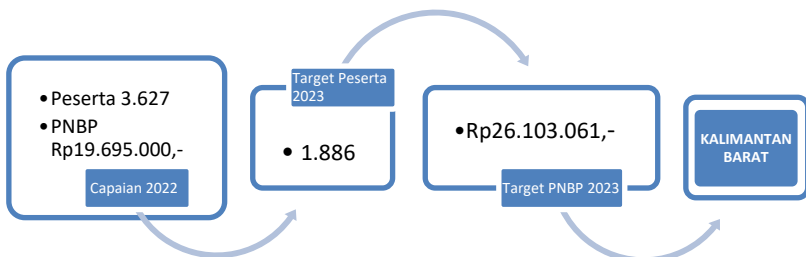 •Peserta 3.627
•PNBP
Rp19.695.000,-
Capaian 2022
Target Peserta
2023
• 1.886
•Rp26.103.061,-
Target PNBP 2023
KALIMANTAN
BARAT